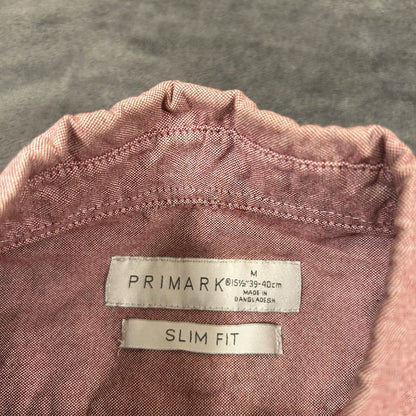 PRIMARK®
M
15½" 39-40cm
MADE IN
BANGLADESH
SLIM FIT